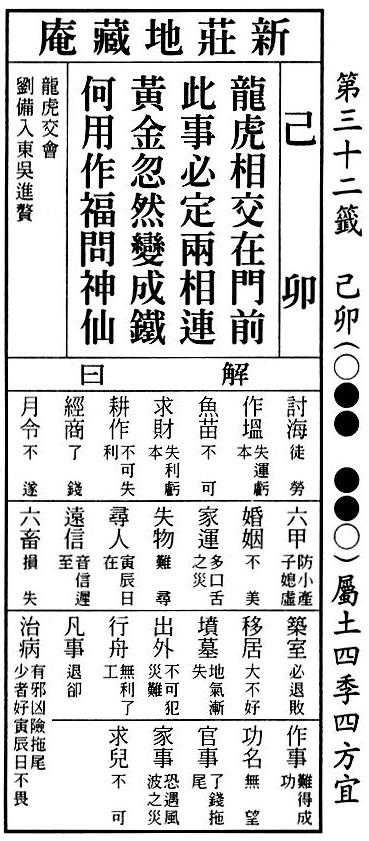 第三十二籤　己卯(○●●　●●○)屬土四季四方宜
新莊地藏庵
己卯
龍虎相交在門前
此事必定兩相連
黃金忽然變成鐵
何用作福問神仙
龍虎交會
劉備入東吳進贅
解曰
討海 徒勞
作塭 失運虧本
魚苗 不可
求財 失利虧本
耕作 不可失利
經商 了錢
月令 不遂
六甲 防小產子媳虛
婚姻 不美
家運 多口舌之災
失物 難尋
尋人 寅辰日在
遠信 音信遲至
六畜 損失
築室 必退敗
移居 大不好
墳墓 地氣漸失
出外 不可犯災難
行舟 無利了工
凡事 退卻
治病 有邪凶險拖尾少者好寅辰日不畏
作事 難得成功
功名 無望
官事 了錢拖尾
家事 恐遇風波之災
求兒 不可